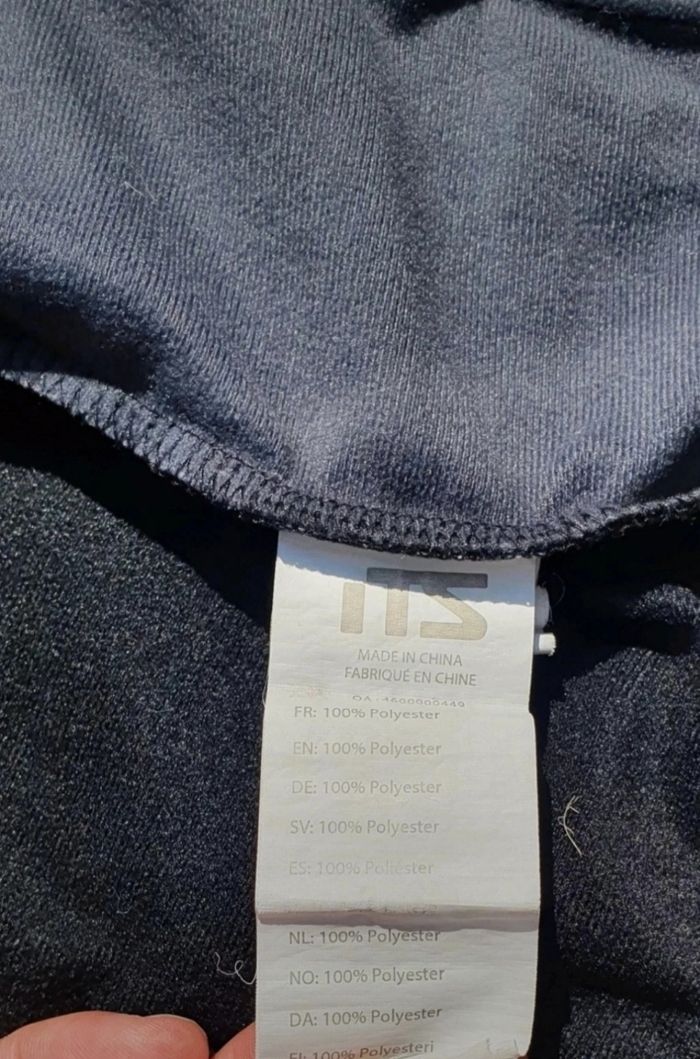 ITS
MADE IN CHINA
FABRIQUÉ EN CHINE
FR: 100% Polyester
EN: 100% Polyester
DE: 100% Polyester
SV: 100% Polyester
ES: 100% Poliéster
NL: 100% Polyester
NO: 100% Polyester
DA: 100% Polyester
FI: 100% Polyesteri